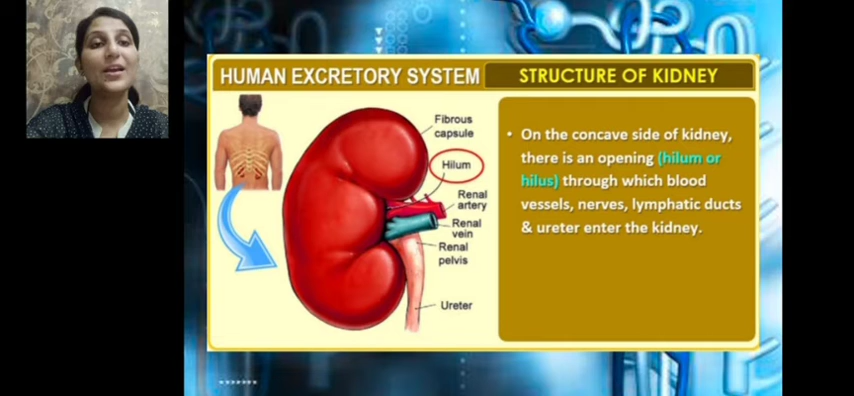 HUMAN EXCRETORY SYSTEM
STRUCTURE OF KIDNEY
Fibrous
capsule
Hilum
Renal
artery
Renal
vein
Renal
pelvis
Ureter
• On the concave side of kidney,
there is an opening (hilum or
hilus) through which blood
vessels, nerves, lymphatic ducts
& ureter enter the kidney.